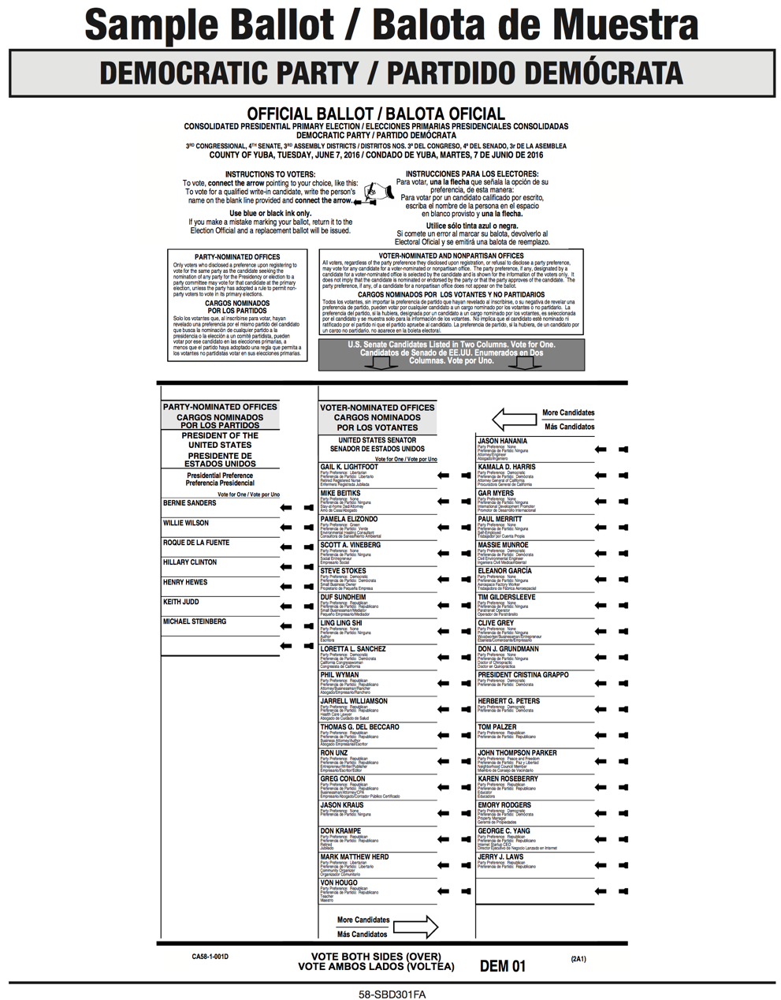 Sample Ballot / Balota de Muestra
DEMOCRATIC PARTY / PARTDIDO DEMÓCRATA
OFFICIAL BALLOT / BALOTA OFICIAL
CONSOLIDATED PRESIDENTIAL PRIMARY ELECTION / ELECCIONES PRIMARIAS PRESIDENCIALES CONSOLIDADAS
DEMOCRATIC PARTY / PARTIDO DEMÓCRATA
3RD CONGRESSIONAL, 4TH SENATE, 3RD ASSEMBLY DISTRICTS / DISTRITOS NOS. 3º DEL CONGRESO, 4º DEL SENADO, 3r DE LA ASEMBLEA
COUNTY OF YUBA, TUESDAY, JUNE 7, 2016 / CONDADO DE YUBA, MARTES, 7 DE JUNIO DE 2016
INSTRUCTIONS TO VOTERS:
To vote, connect the arrow pointing to your choice, like this:
To vote for a qualified write-in candidate, write the person's
name on the blank line provided and connect the arrow.
Use blue or black ink only.
If you make a mistake marking your ballot, return it to the
Election Official and a replacement ballot will be issued.
INSTRUCCIONES PARA LOS ELECTORES:
Para votar, una la flecha que señala la opción de su
preferencia, de esta manera:
Para votar por un candidato calificado por escrito,
escriba el nombre de la persona en el espacio
en blanco provisto y una la flecha.
Utilice sólo tinta azul o negra.
Si comete un error al marcar su balota, devolverlo al
Electoral Oficial y se emitirá una balota de reemplazo.
PARTY-NOMINATED OFFICES
Only voters who disclosed a preference upon registering to
vote for the same party as the candidate seeking the
nomination of any party for the Presidency or election to a
party committee may vote for that candidate at the primary
election, unless the party has adopted a rule to permit non-
party voters to vote in its primary elections.
CARGOS NOMINADOS
POR LOS PARTIDOS
Solo los votantes que, al inscribirse para votar, hayan
revelado una preferencia por el mismo partido del candidato
que busca la nominación de cualquier partido a la
presidencia o la elección a un comité partidista, pueden
votar por ese candidato en las elecciones primarias, a
menos que el partido haya adoptado una regla que permita a
los votantes no partidistas votar en sus elecciones primarias.
VOTER-NOMINATED AND NONPARTISAN OFFICES
All voters, regardless of the party preference they disclosed upon registration, or refusal to disclose a party preference,
may vote for any candidate for a voter-nominated or nonpartisan office. The party preference, if any, designated by a
candidate for a voter-nominated office is selected by the candidate and is shown for the information of the voters only. It
does not imply that the candidate is nominated or endorsed by the party or that the party approves of the candidate. The
party preference, if any, of a candidate for a nonpartisan office does not appear on the ballot.
CARGOS NOMINADOS POR LOS VOTANTES Y NO PARTIDARIOS
Todos los votantes, sin importar la preferencia de partido que hayan revelado al inscribirse, o su negativa de revelar una
preferencia de partido, pueden votar por cualquier candidato a un cargo nominado por los votantes o no partidario. La
preferencia del partido, si la hubiera, designada por un candidato a un cargo nominado por los votantes, es seleccionada
por el candidato y se muestra solo para la información de los votantes. No implica que el candidato esté nominado ni
ratificado por el partido ni que el partido apruebe al candidato. La preferencia de partido, si la hubiera, de un candidato por
un cargo no partidario, no aparece en la boleta electoral.
U.S. Senate Candidates Listed in Two Columns. Vote for One.
Candidatos de Senado de EE.UU. Enumerados en Dos
Columnas. Vote por Uno.
PARTY-NOMINATED OFFICES
CARGOS NOMINADOS
POR LOS PARTIDOS
PRESIDENT OF THE
UNITED STATES
PRESIDENTE DE
ESTADOS UNIDOS
Presidential Preference
Preferencia Presidencial
Vote for One / Vote por Uno
BERNIE SANDERS
WILLIE WILSON
ROQUE DE LA FUENTE
HILLARY CLINTON
HENRY HEWES
KEITH JUDD
MICHAEL STEINBERG
VOTER-NOMINATED OFFICES
CARGOS NOMINADOS
POR LOS VOTANTES
UNITED STATES SENATOR
SENADOR DE ESTADOS UNIDOS
Vote for One / Vote por Uno
GAIL K. LIGHTFOOT
Party Preference: Libertarian
Preferencia de Partido: Libertario
Retired Registered Nurse
Enfermera Registrada Jubilada
MIKE BEITIKS
Party Preference: None
Preferencia de Partido: Ninguna
Stay-at-home Dad/Attorney
Amo de Casa/Abogado
PAMELA ELIZONDO
Party Preference: Green
Preferencia de Partido: Verde
Environmental Healing Consultant
Consultora de Saneamiento Ambiental
SCOTT A. VINEBERG
Party Preference: None
Preferencia de Partido: Ninguna
Social Entrepreneur
Empresario Social
STEVE STOKES
Party Preference: Democratic
Preferencia de Partido: Demócrata
Small Business Owner
Propietario de Pequeña Empresa
DUF SUNDHEIM
Party Preference: Republican
Preferencia de Partido: Republicano
Small Businessman/Mediator
Pequeño Empresario/Mediador
LING LING SHI
Party Preference: None
Preferencia de Partido: Ninguna
Author
Escritora
LORETTA L. SANCHEZ
Party Preference: Democratic
Preferencia de Partido: Demócrata
California Congresswoman
Congresista de California
PHIL WYMAN
Party Preference: Republican
Preferencia de Partido: Republicano
Attorney/Businessman/Rancher
Abogado/Empresario/Ranchero
JARRELL WILLIAMSON
Party Preference: Republican
Preferencia de Partido: Republicano
Health Care Lawyer
Abogado de Cuidado de Salud
THOMAS G. DEL BECCARO
Party Preference: Republican
Preferencia de Partido: Republicano
Business Attorney/Author
Abogado Empresarial/Escritor
RON UNZ
Party Preference: Republican
Preferencia de Partido: Republicano
Entrepreneur/Writer/Publisher
Empresario/Escritor/Editor
GREG CONLON
Party Preference: Republican
Preferencia de Partido: Republicano
Businessman/Attorney/CPA
Empresario/Abogado/Contador Público Certificado
JASON KRAUS
Party Preference: None
Preferencia de Partido: Ninguna
DON KRAMPE
Party Preference: Republican
Preferencia de Partido: Republicano
Retired
Jubilado
MARK MATTHEW HERD
Party Preference: Libertarian
Preferencia de Partido: Libertario
Community Organizer
Organizador Comunitario
VON HOUGO
Party Preference: Republican
Preferencia de Partido: Republicano
Teacher
Maestro
More Candidates
Más Candidatos
More Candidates
Más Candidatos
JASON HANANIA
Party Preference: None
Preferencia de Partido: Ninguna
Attorney/Engineer
Abogado/Ingeniero
KAMALA D. HARRIS
Party Preference: Democratic
Preferencia de Partido: Demócrata
Attorney General of California
Procuradora General de California
GAR MYERS
Party Preference: None
Preferencia de Partido: Ninguna
International Development Promoter
Promotor de Desarrollo Internacional
PAUL MERRITT
Party Preference: None
Preferencia de Partido: Ninguna
Self-Employed
Trabajador por Cuenta Propia
MASSIE MUNROE
Party Preference: Democratic
Preferencia de Partido: Demócrata
Civil Environmental Engineer
Ingeniera Civil Medioambiental
ELEANOR GARCÍA
Party Preference: None
Preferencia de Partido: Ninguna
Aerospace Factory Worker
Trabajadora de Fábrica Aeroespacial
TIM GILDERSLEEVE
Party Preference: None
Preferencia de Partido: Ninguna
Paratransit Operator
Operador de Paratránsito
CLIVE GREY
Party Preference: None
Preferencia de Partido: Ninguna
Woodworker/Businessman/Entrepreneur
Ebanista/Comerciante/Empresario
DON J. GRUNDMANN
Party Preference: None
Preferencia de Partido: Ninguna
Doctor of Chiropractic
Doctor en Quiropráctica
PRESIDENT CRISTINA GRAPPO
Party Preference: Democratic
Preferencia de Partido: Demócrata
HERBERT G. PETERS
Party Preference: Democratic
Preferencia de Partido: Demócrata
TOM PALZER
Party Preference: Republican
Preferencia de Partido: Republicano
JOHN THOMPSON PARKER
Party Preference: Peace and Freedom
Preferencia de Partido: Paz y Libertad
Neighborhood Council Member
Miembro de Consejo de Vecindario
KAREN ROSEBERRY
Party Preference: Republican
Preferencia de Partido: Republicano
Educator
Educadora
EMORY RODGERS
Party Preference: Democratic
Preferencia de Partido: Demócrata
Property Manager
Gerente de Propiedades
GEORGE C. YANG
Party Preference: Republican
Preferencia de Partido: Republicano
Internet Startup CEO
Director Ejecutivo de Negocio Lanzado en Internet
JERRY J. LAWS
Party Preference: Republican
Preferencia de Partido: Republicano
CA58-1-001D
VOTE BOTH SIDES (OVER)
VOTE AMBOS LADOS (VOLTEA)
DEM 01
(2A1)
58-SBD301FA